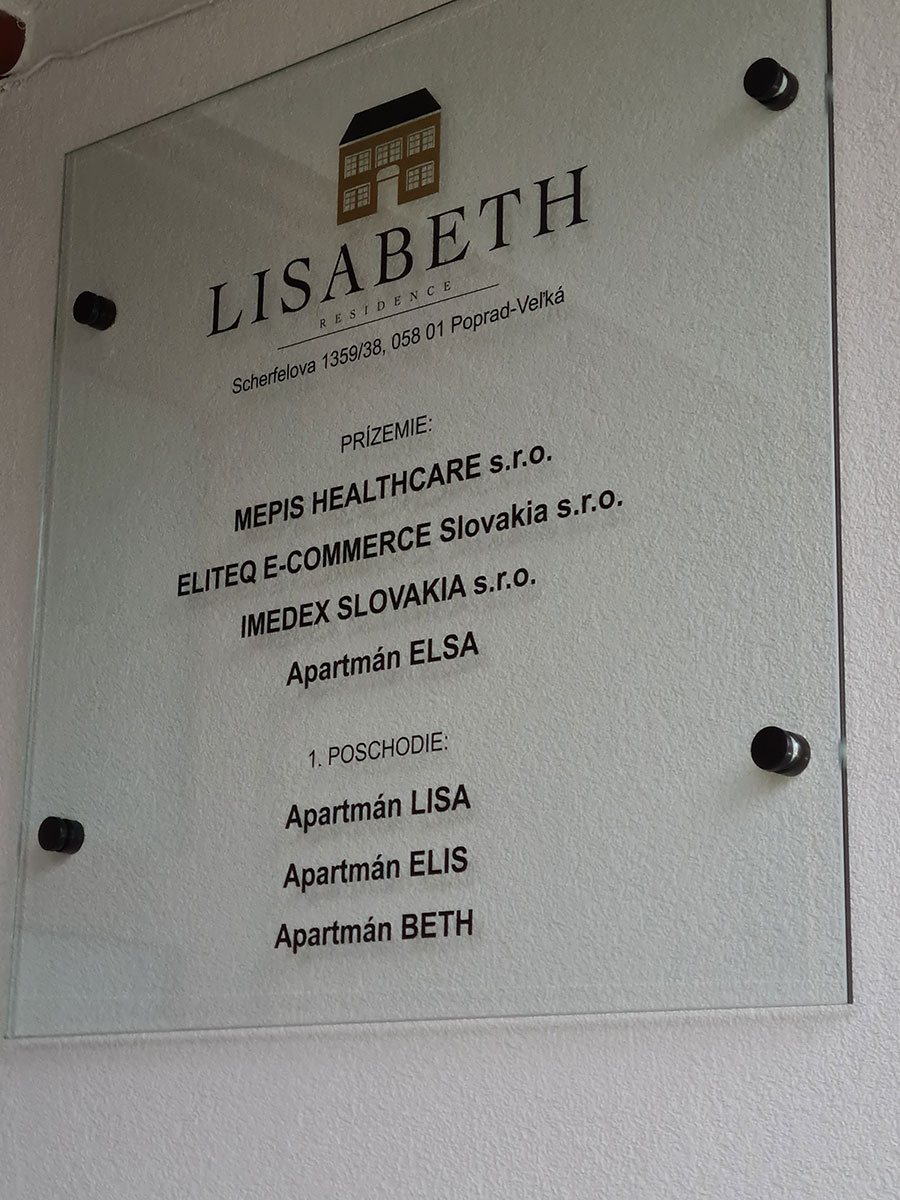 LISABETH
RESIDENCE
Scherfelova 1359/38, 058 01 Poprad-Veľká
PRÍZEMIE:
MEPIS HEALTHCARE s.r.o.
ELITEQ E-COMMERCE Slovakia s.r.o.
IMEDEX SLOVAKIA s.r.o.
Apartmán ELSA
1. POSCHODIE:
Apartmán LISA
Apartmán ELIS
Apartmán BETH